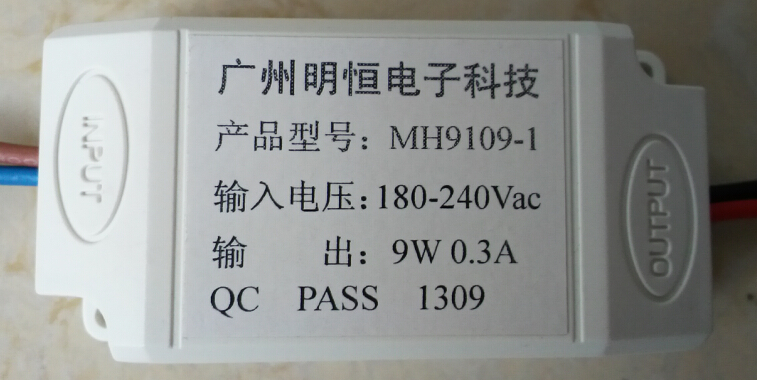 广州明恒电子科技
产品型号：MH9109-1
输入电压：180-240Vac
输　　出：9W 0.3A
QC　PASS　1309
INPUT
OUTPUT